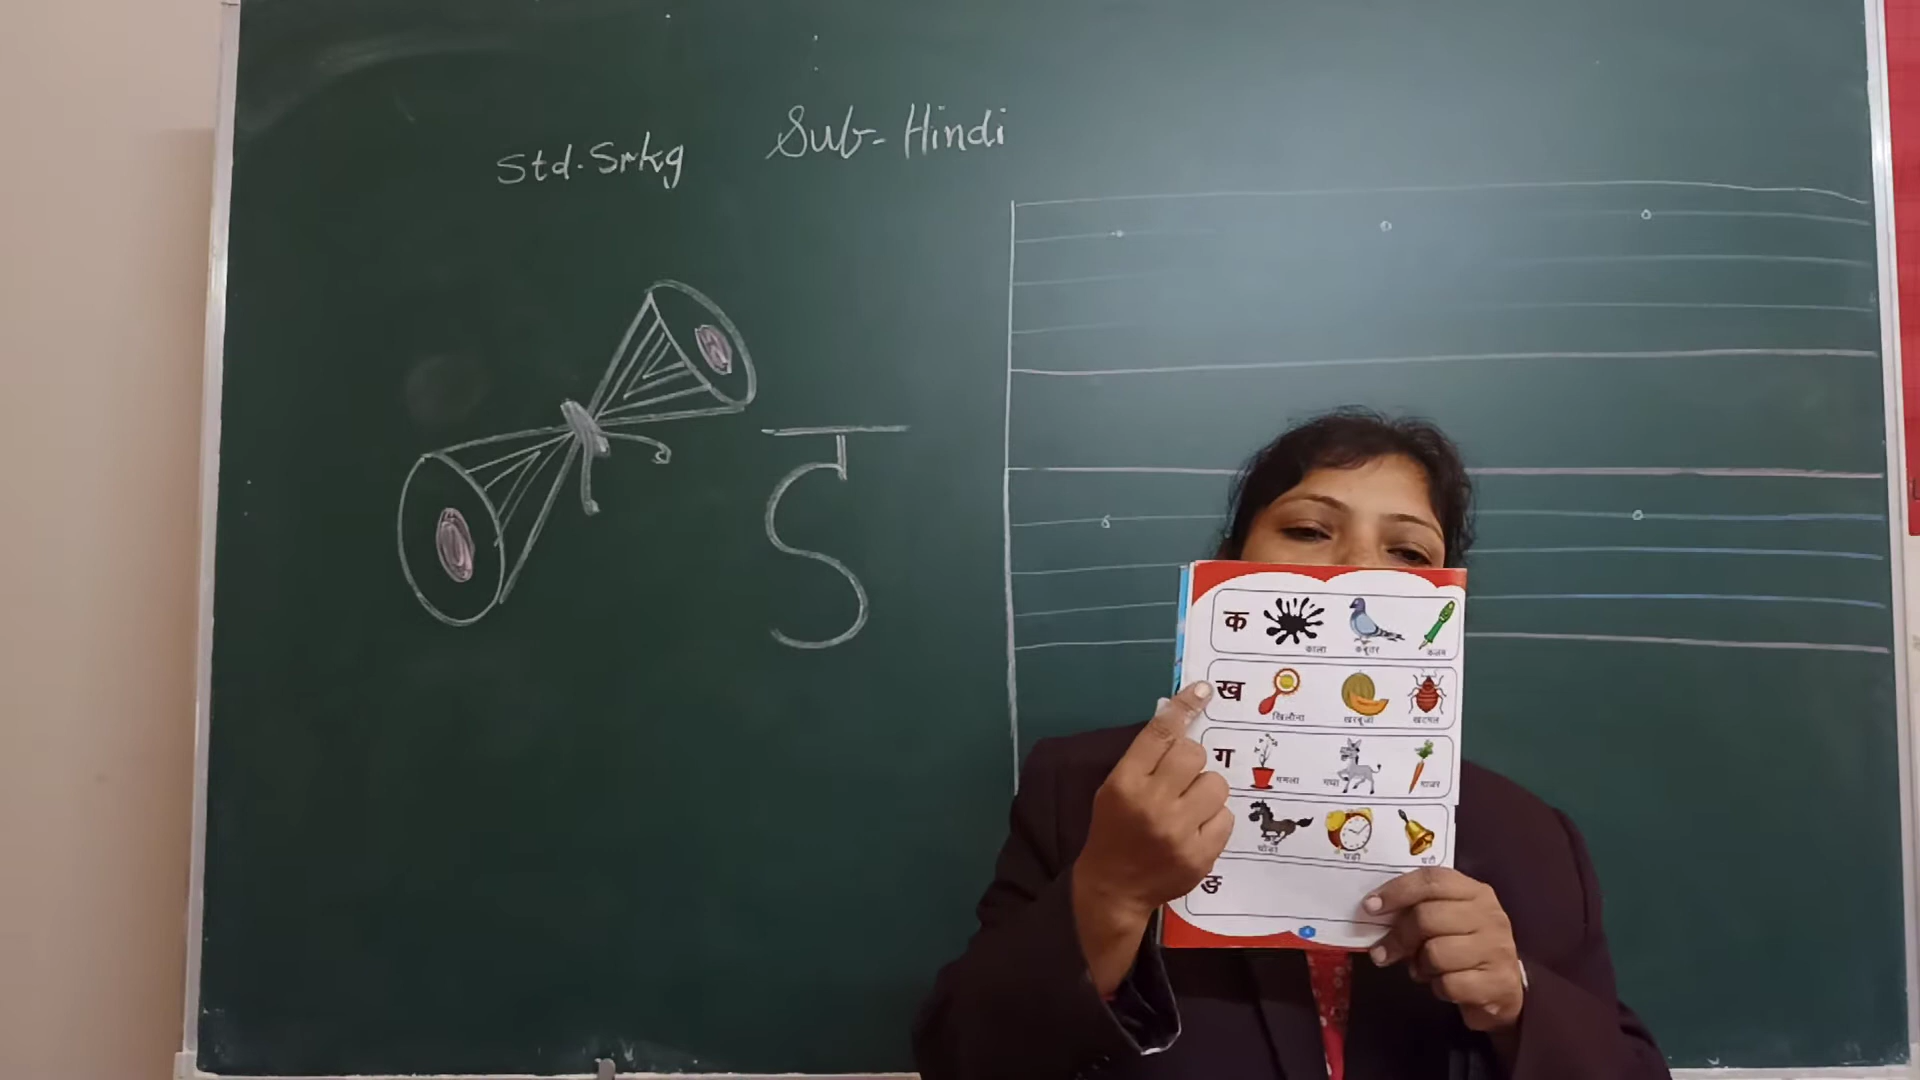 Std. Srkg
Sub- Hindi
ड
क काला कबूतर कलम
ख खिलौना खरबूजा खटमल
ग गमला गधा गाजर
घोड़ा घड़ी घंटी
ङ